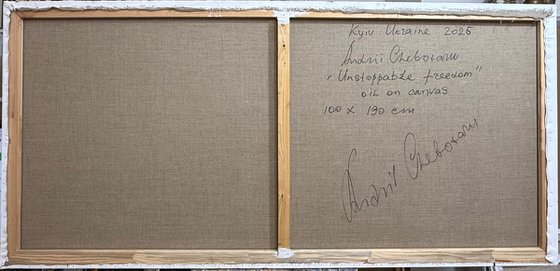 Kyiv Ukraine 2025
Andrii Chebotaru
"Unstoppable freedom"
oil on canvas
100 x 190 cm
Andrii Chebotaru